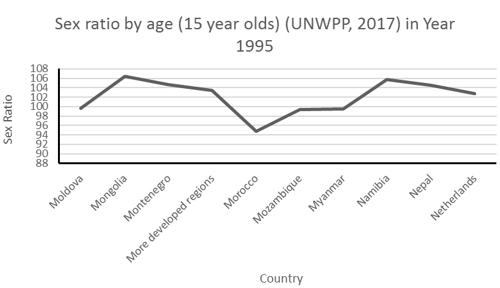 Sex ratio by age (15 year olds) (UNWPP, 2017) in Year
1995
Sex Ratio
108
106
104
102
100
98
96
94
92
90
88
Moldova
Mongolia
Montenegro
More developed regions
Morocco
Mozambique
Myanmar
Namibia
Nepal
Netherlands
Country